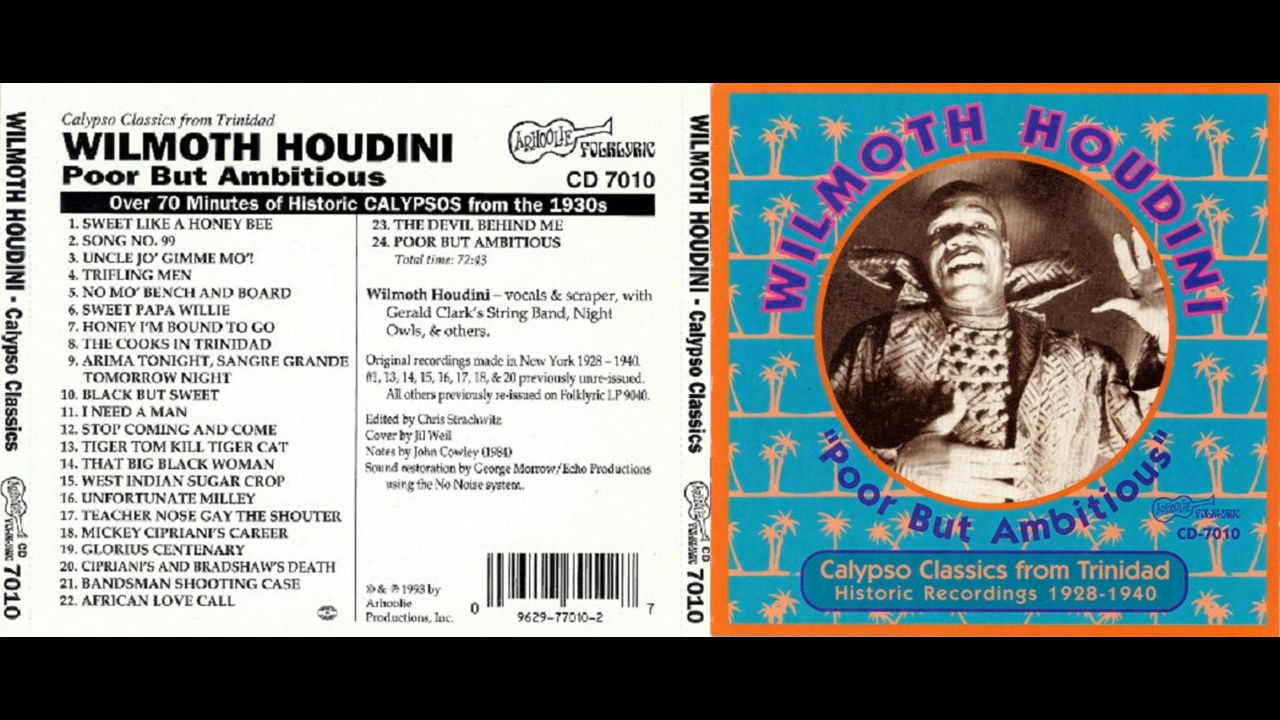 WILMOTH HOUDINI - Calypso Classics
ARHOOLIE
FOLKLYRIC
CD
7010
Calypso Classics from Trinidad
WILMOTH HOUDINI
Poor But Ambitious
ARHOOLIE
FOLKLYRIC
CD 7010
Over 70 Minutes of Historic CALYPSOS from the 1930s
1. SWEET LIKE A HONEY BEE
2. SONG NO. 99
3. UNCLE JO' GIMME MO'!
4. TRIFLING MEN
5. NO MO' BENCH AND BOARD
6. SWEET PAPA WILLIE
7. HONEY I'M BOUND TO GO
8. THE COOKS IN TRINIDAD
9. ARIMA TONIGHT, SANGRE GRANDE
TOMORROW NIGHT
10. BLACK BUT SWEET
11. I NEED A MAN
12. STOP COMING AND COME
13. TIGER TOM KILL TIGER CAT
14. THAT BIG BLACK WOMAN
15. WEST INDIAN SUGAR CROP
16. UNFORTUNATE MILLEY
17. TEACHER NOSE GAY THE SHOUTER
18. MICKEY CIPRIANI'S CAREER
19. GLORIUS CENTENARY
20. CIPRIANI'S AND BRADSHAW'S DEATH
21. BANDSMAN SHOOTING CASE
22. AFRICAN LOVE CALL
23. THE DEVIL BEHIND ME
24. POOR BUT AMBITIOUS
Total time: 72:43
Wilmoth Houdini – vocals & scraper, with
Gerald Clark's String Band, Night
Owls, & others.
Original recordings made in New York 1928 – 1940.
#1, 13, 14, 15, 16, 17, 18, & 20 previously un-reissued.
All others previously re-issued on Folklyric LP 9040.
Edited by Chris Strachwitz
Cover by Jil Weil
Notes by John Cowley (1984)
Sound restoration by George Morrow/Echo Productions
using the No Noise system.
© & ℗ 1993 by
Arhoolie
Productions, Inc.
0 9629-77010-2 7
WILMOTH HOUDINI - Calypso Classics
ARHOOLIE
FOLKLYRIC
CD
7010
WILMOTH HOUDINI
"Poor But Ambitious"
ARHOOLIE
FOLKLYRIC
CD-7010
Calypso Classics from Trinidad
Historic Recordings 1928-1940